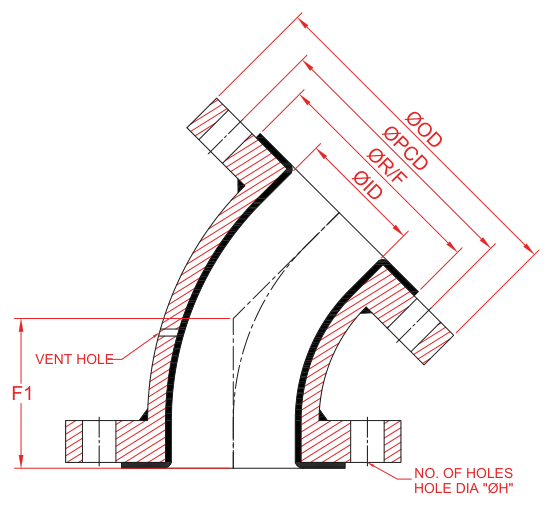 ØOD
ØPCD
ØR/F
ØID
VENT HOLE
F1
NO. OF HOLES
HOLE DIA "ØH"